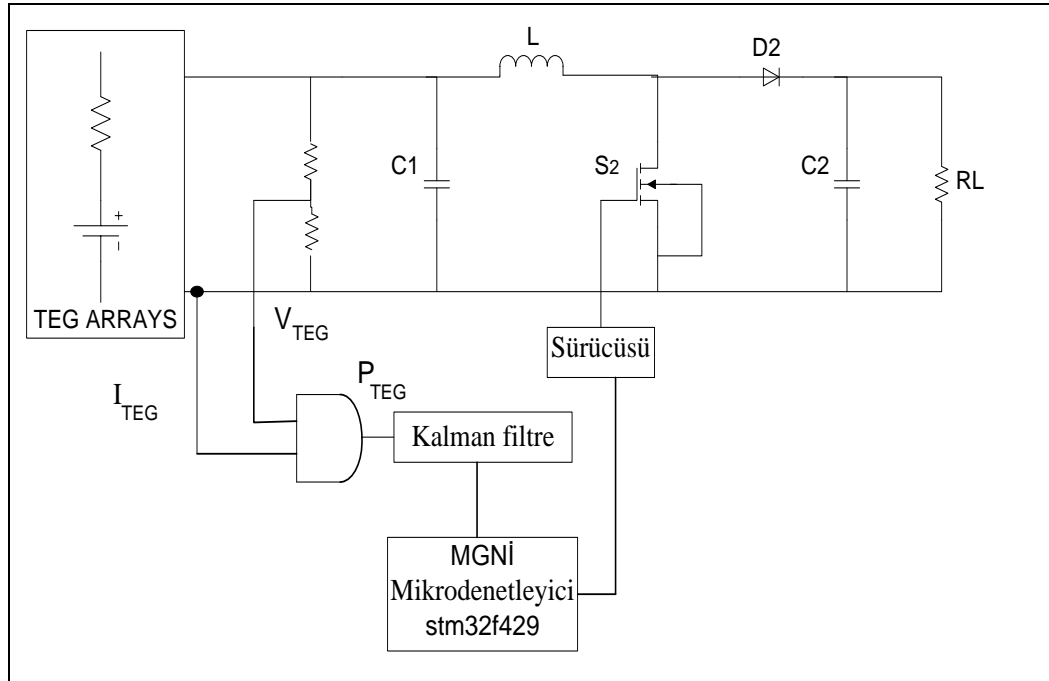 L
D2
C1
S2
C2
RL
+
-
TEG ARRAYS
VTEG
Sürücüsü
ITEG
PTEG
Kalman filtre
MGNİ
Mikrodenetleyici
stm32f429